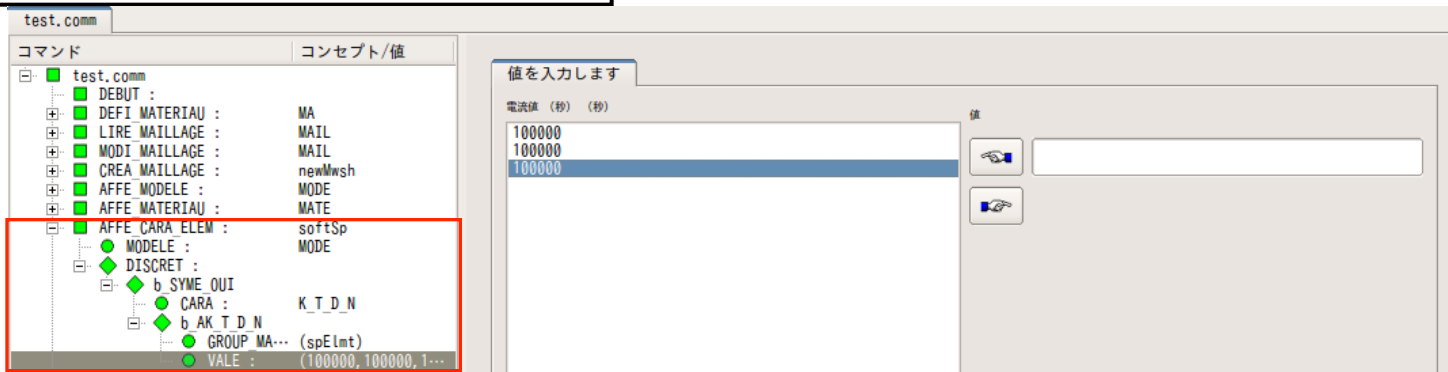 test.comm
コマンド コンセプト/値
test.comm
DEBUT :
DEFI_MATERIAU : MA
LIRE_MAILLAGE : MAIL
MODI_MAILLAGE : MAIL
CREA_MAILLAGE : newMwsh
AFFE_MODELE : MODE
AFFE_MATERIAU : MATE
AFFE_CARA_ELEM : softSp
MODELE : MODE
DISCRET :
b_SYME_OUI
CARA : K_T_D_N
b_AK_T_D_N
GROUP_MA… (spElmt)
VALE : (100000,100000,1…
値を入力します
電流値 (秒) (秒)
100000
100000
100000
値